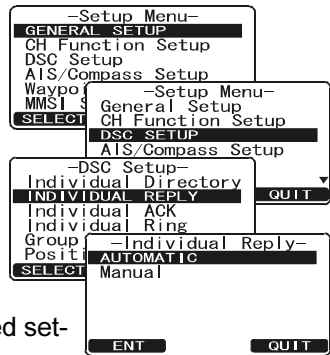 –Setup Menu–
GENERAL SETUP
CH Function Setup
DSC Setup
AIS/Compass Setup
MMSI
SELECT
–Setup Menu–
General Setup
CH Function Setup
DSC SETUP
AIS/Compass Setup
QUIT
–DSC Setup–
Individual Directory
INDIVIDUAL REPLY
Individual ACK
Individual Ring
Group
SELECT
–Individual Reply–
AUTOMATIC
Manual
ENT QUIT
ed set-